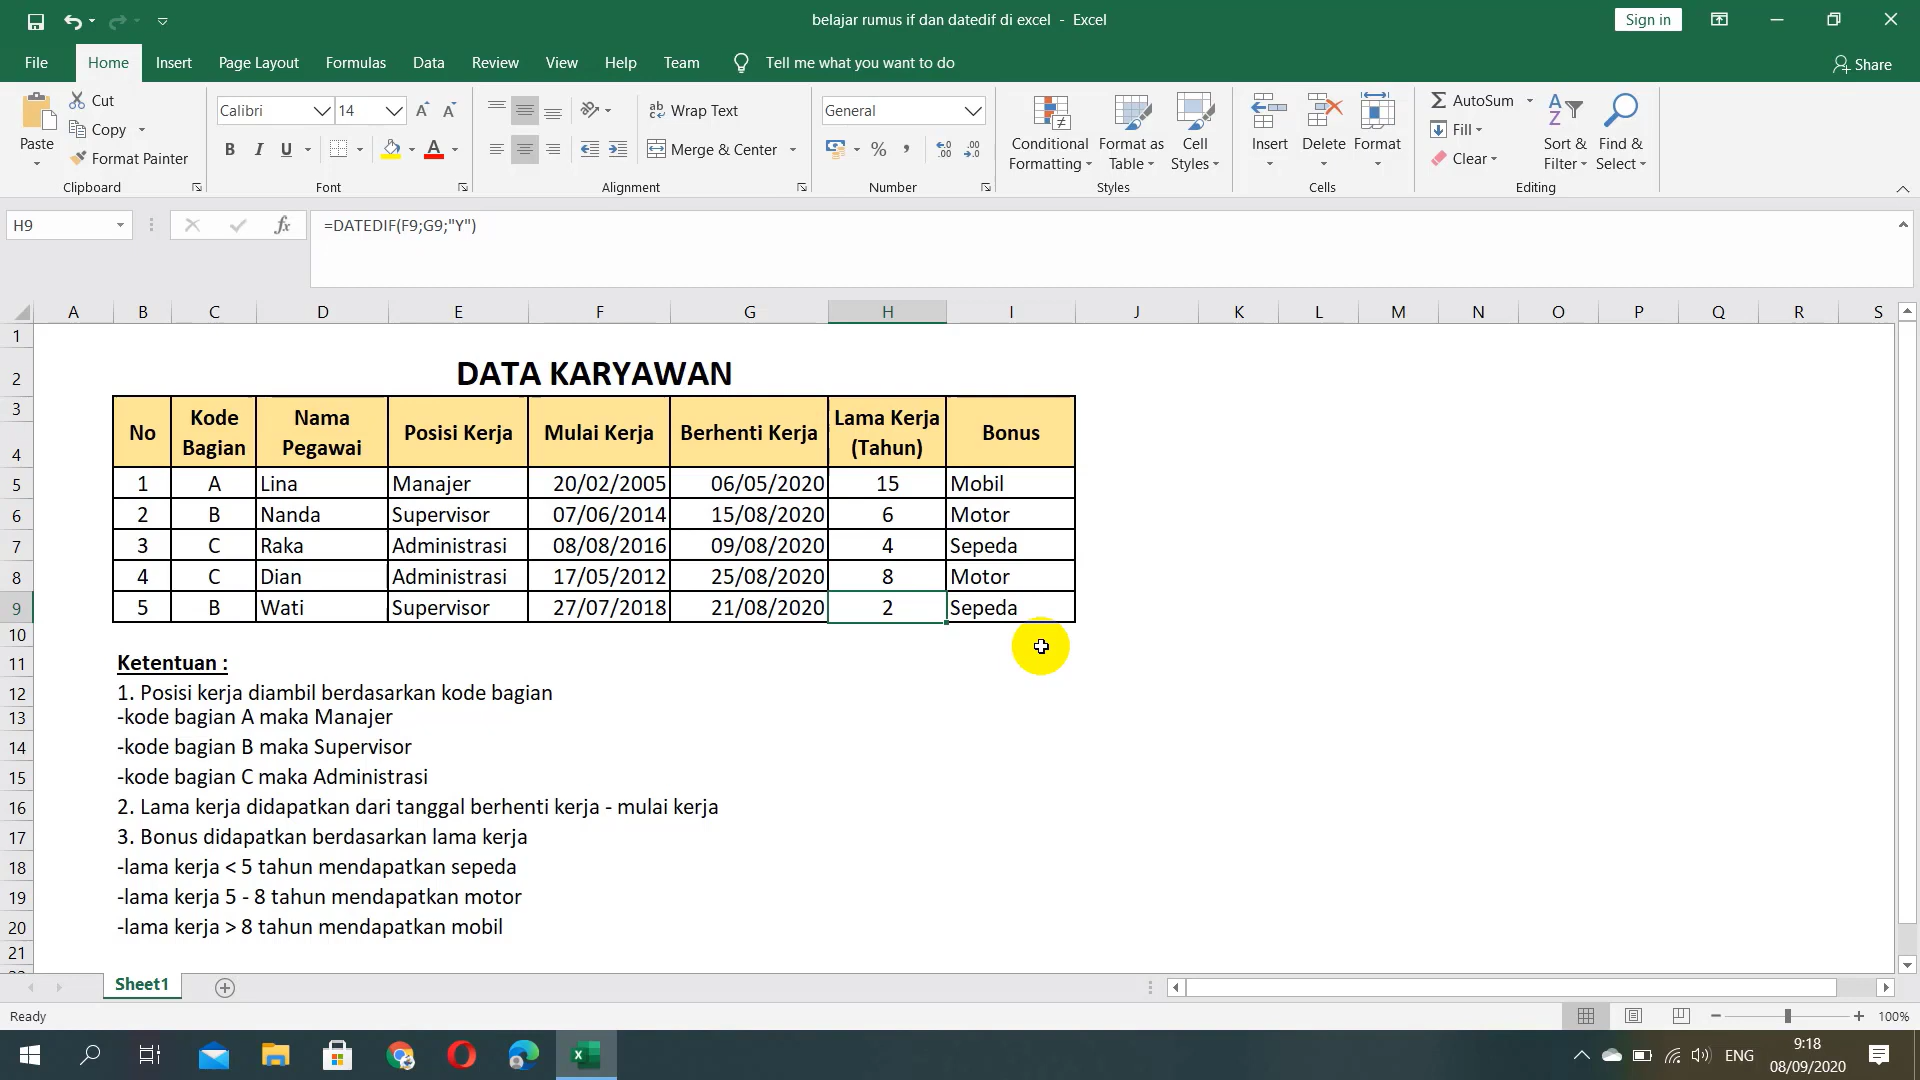 belajar rumus if dan datedif di excel - Excel
Sign in
File Home Insert Page Layout Formulas Data Review View Help Team Tell me what you want to do Share
Paste
Cut
Copy
Format Painter
Clipboard
Calibri 14
B I U
Font
Wrap Text
Merge & Center
Alignment
General
Number
Conditional Formatting
Format as Table
Cell Styles
Styles
Insert Delete Format
Cells
AutoSum
Fill
Clear
Sort & Filter
Find & Select
Editing
H9
fx
=DATEDIF(F9;G9;"Y")
A B C D E F G H I J K L M N O P Q R S
1
2 DATA KARYAWAN
3
4 No Kode Bagian Nama Pegawai Posisi Kerja Mulai Kerja Berhenti Kerja Lama Kerja (Tahun) Bonus
5 1 A Lina Manajer 20/02/2005 06/05/2020 15 Mobil
6 2 B Nanda Supervisor 07/06/2014 15/08/2020 6 Motor
7 3 C Raka Administrasi 08/08/2016 09/08/2020 4 Sepeda
8 4 C Dian Administrasi 17/05/2012 25/08/2020 8 Motor
9 5 B Wati Supervisor 27/07/2018 21/08/2020 2 Sepeda
10
11 Ketentuan :
12 1. Posisi kerja diambil berdasarkan kode bagian
13 -kode bagian A maka Manajer
14 -kode bagian B maka Supervisor
15 -kode bagian C maka Administrasi
16 2. Lama kerja didapatkan dari tanggal berhenti kerja - mulai kerja
17 3. Bonus didapatkan berdasarkan lama kerja
18 -lama kerja < 5 tahun mendapatkan sepeda
19 -lama kerja 5 - 8 tahun mendapatkan motor
20 -lama kerja > 8 tahun mendapatkan mobil
21
Sheet1
Ready
100%
ENG
9:18
08/09/2020